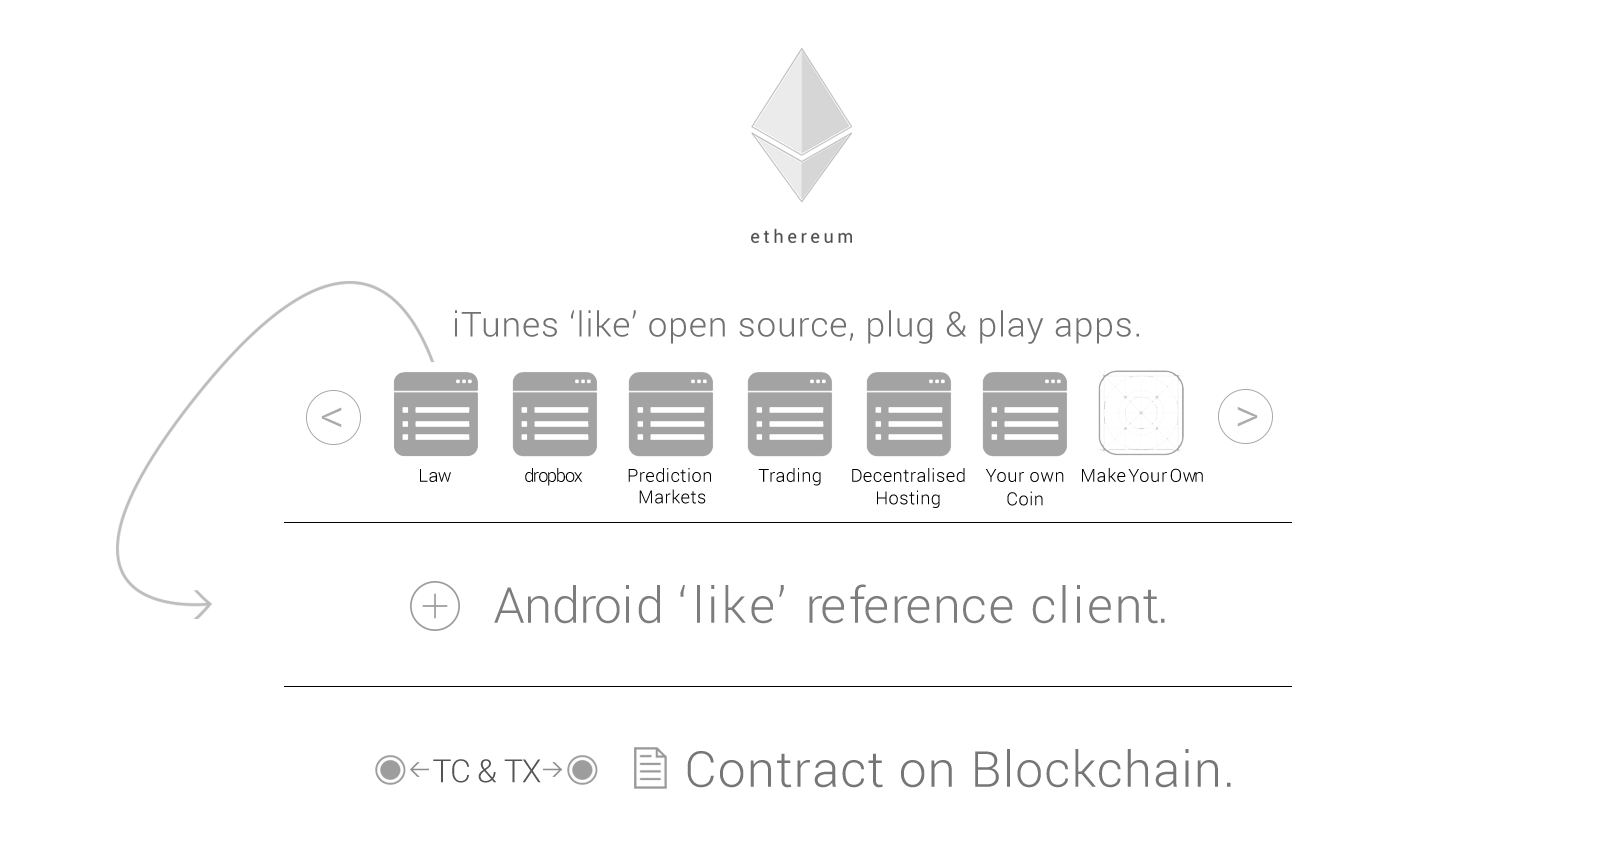 ethereum
iTunes ‘like’ open source, plug & play apps.
<
>
Law
dropbox
Prediction
Markets
Trading
Decentralised
Hosting
Your own
Coin
Make Your Own
Android ‘like’ reference client.
TC & TX
Contract on Blockchain.